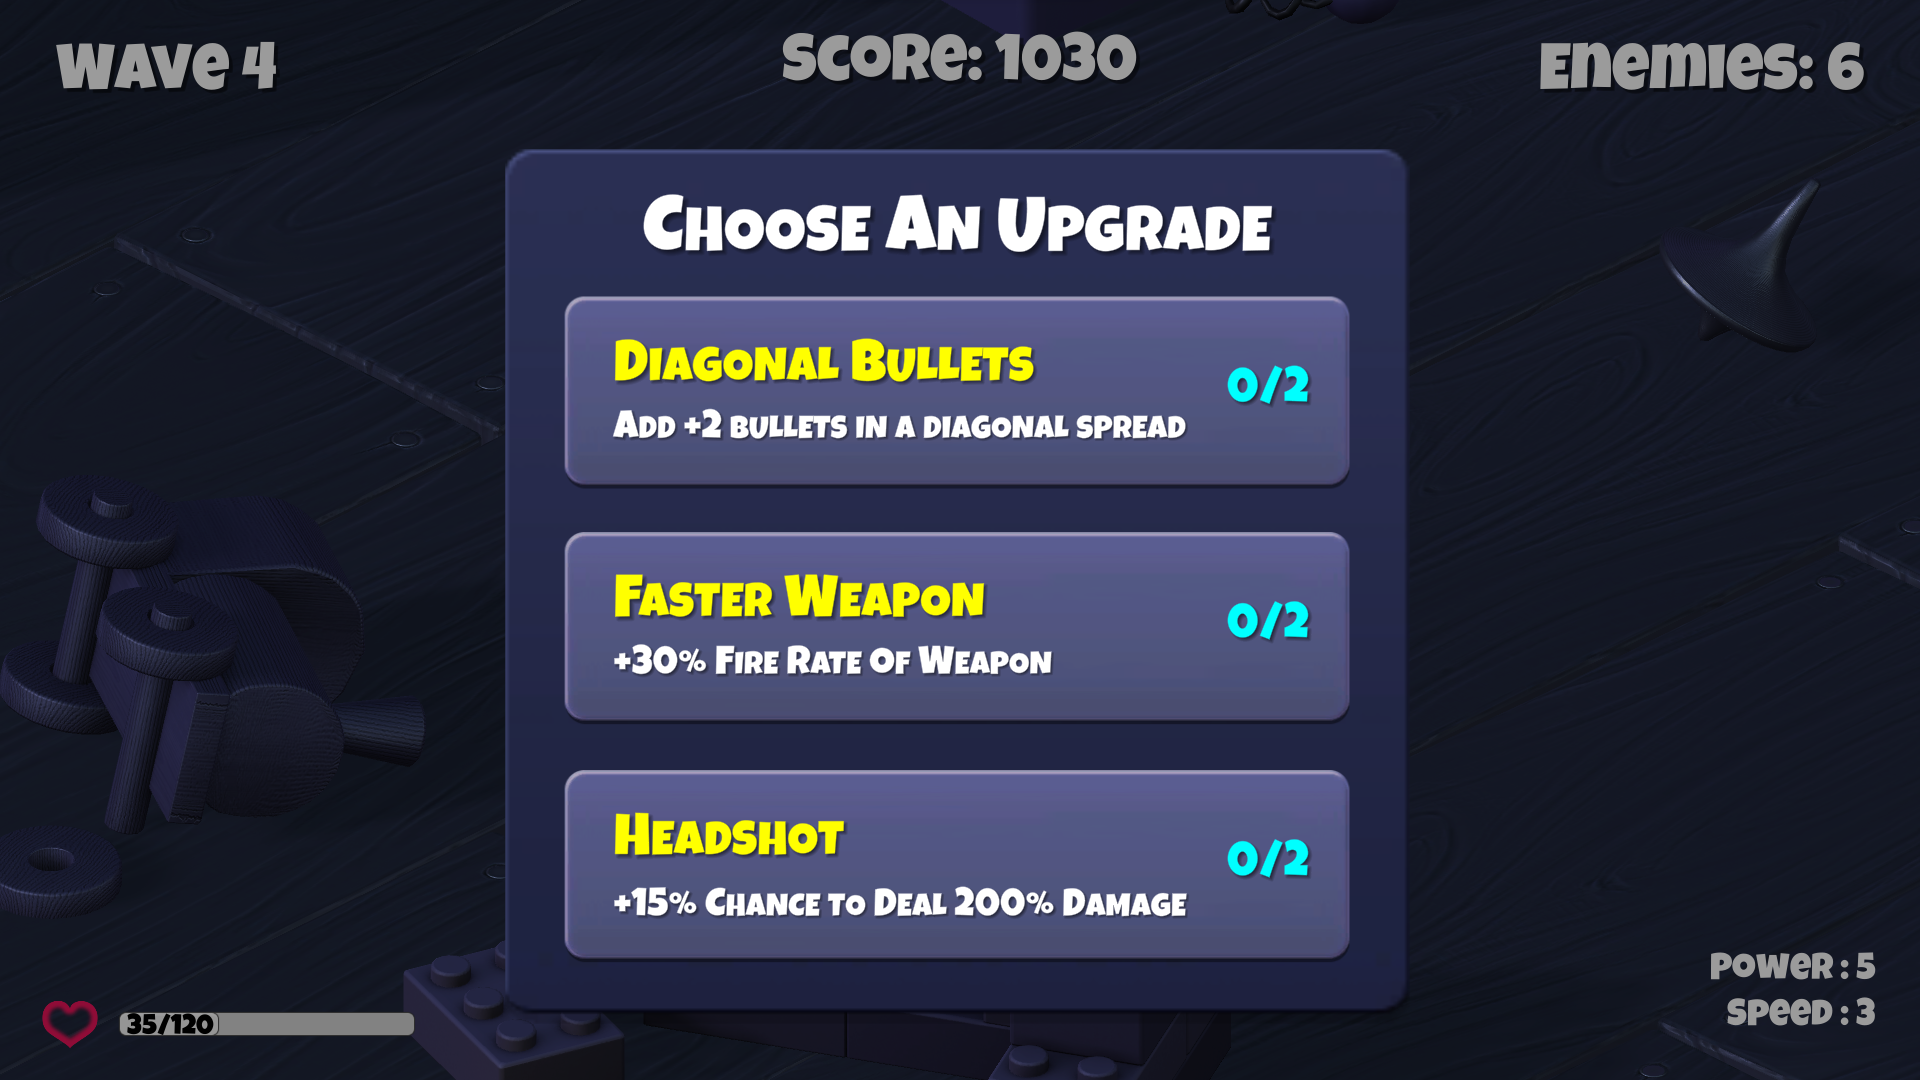 Wave 4
Score: 1030
Enemies: 6
Choose An Upgrade
Diagonal Bullets
Add +2 bullets in a diagonal spread
0/2
Faster Weapon
+30% Fire Rate Of Weapon
0/2
Headshot
+15% Chance to Deal 200% Damage
0/2
Power : 5
Speed : 3
35/120